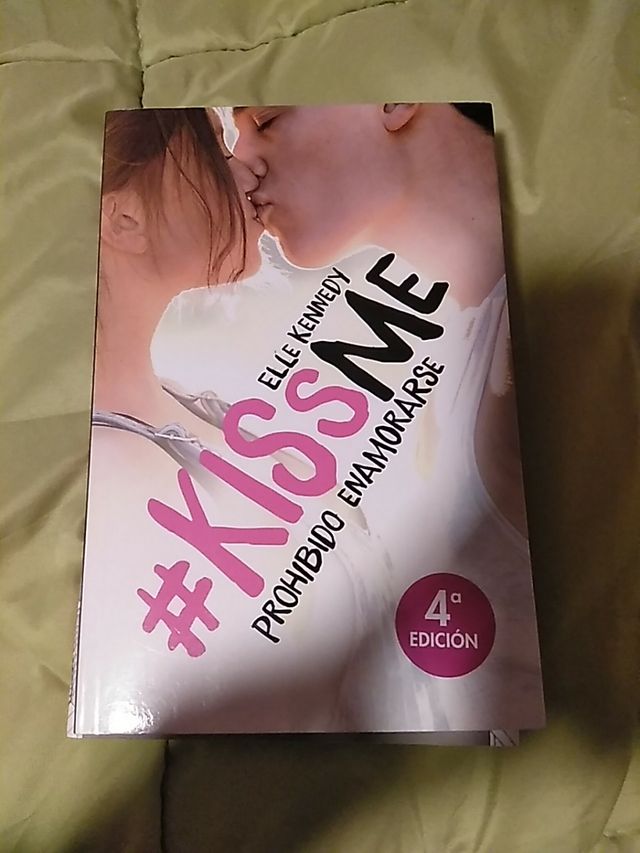 ELLE KENNEDY
#KISSME
PROHIBIDO ENAMORARSE
4ª
EDICIÓN